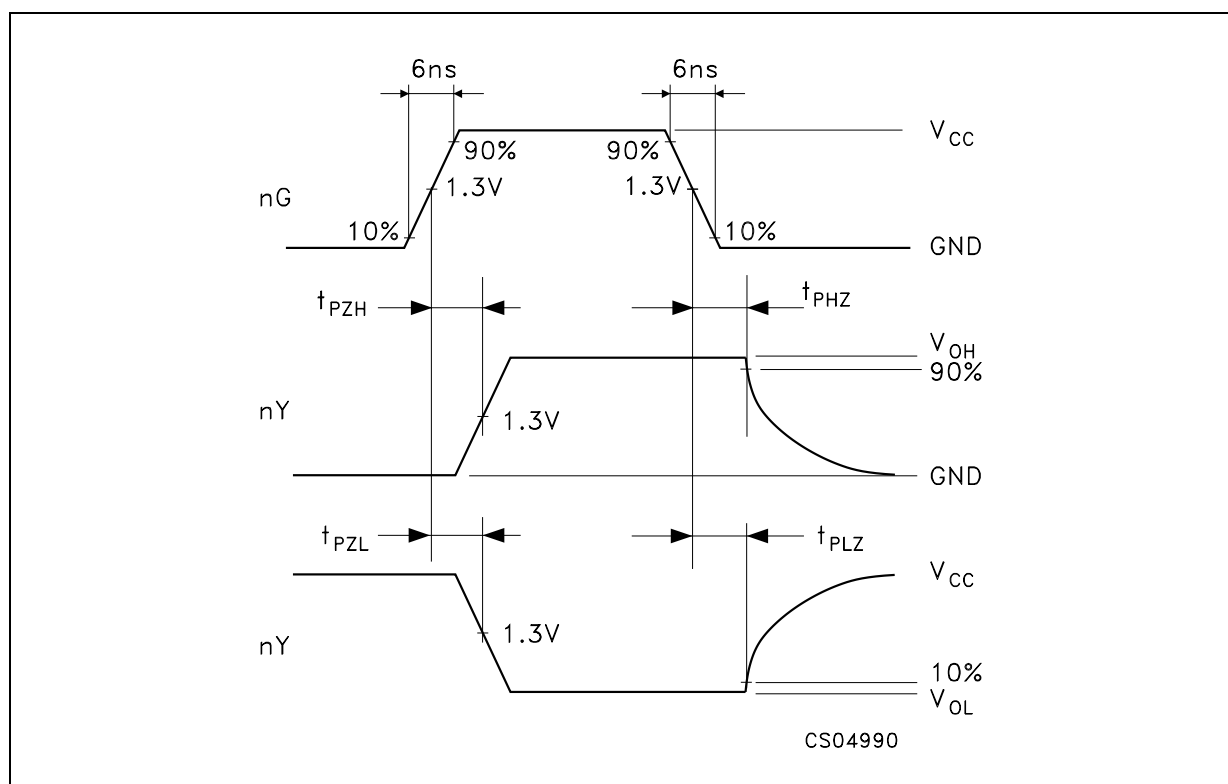 6ns 6ns
V_CC
90% 90%
nG 1.3V 1.3V
10% 10%
GND
t_PZH t_PHZ
V_OH
90%
nY 1.3V
GND
t_PZL t_PLZ
V_CC
nY 1.3V
10%
V_OL
CS04990